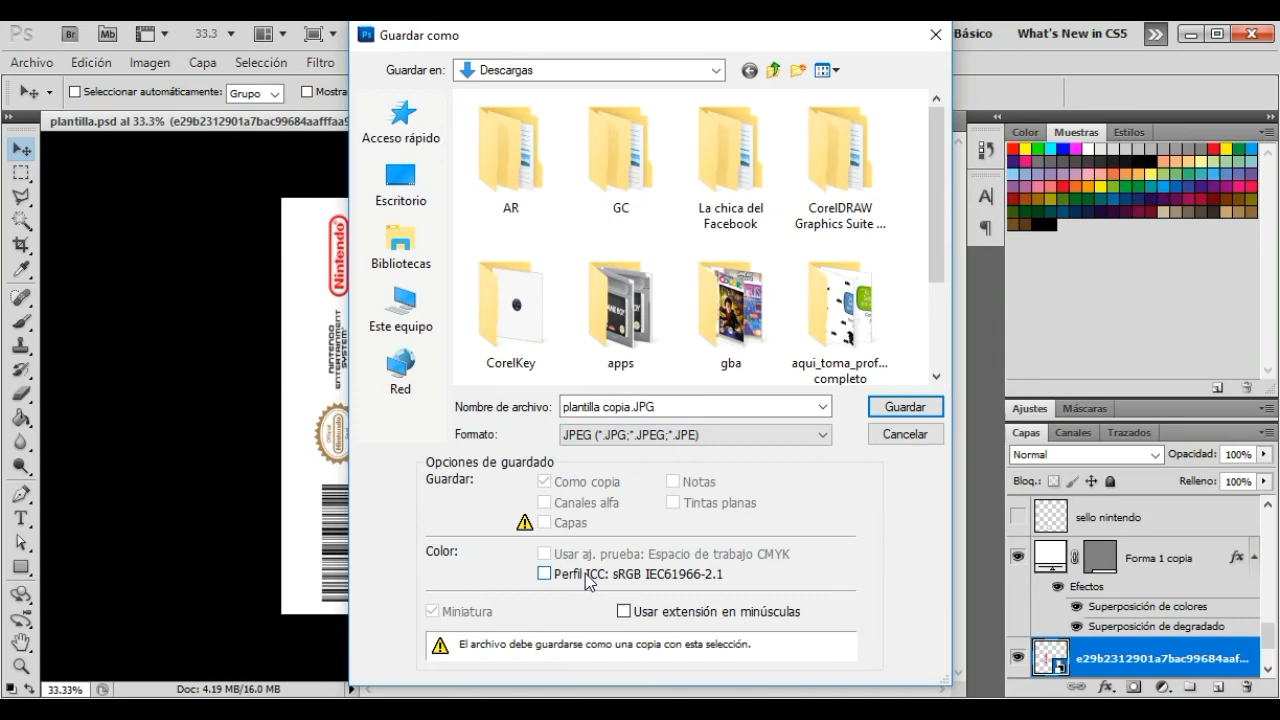 Ps
Br
Mb
33.3
Básico
What's New in CS5
Archivo
Edición
Imagen
Capa
Selección
Filtro
Seleccionar automáticamente:
Grupo
Mostra
plantilla.psd al 33.3% (e29b2312901a7bac99684aafffaa9
Nintendo
NINTENDO
ENTERTAINMENT
SYSTEM
Official
Nintendo
Guardar como
Guardar en:
Descargas
Acceso rápido
Escritorio
Bibliotecas
Este equipo
Red
AR
GC
La chica del
Facebook
CorelDRAW
Graphics Suite ...
CorelKey
apps
gba
aqui_toma_prof...
completo
Nombre de archivo:
plantilla copia.JPG
Guardar
Formato:
JPEG (*.JPG;*.JPEG;*.JPE)
Cancelar
Opciones de guardado
Guardar:
Como copia
Notas
Canales alfa
Tintas planas
Capas
Color:
Usar aj. prueba: Espacio de trabajo CMYK
Perfil ICC: sRGB IEC61966-2.1
Miniatura
Usar extensión en minúsculas
El archivo debe guardarse como una copia con esta selección.
33.33%
Doc: 4.19 MB/16.0 MB
Color
Muestras
Estilos
Ajustes
Máscaras
Capas
Canales
Trazados
Normal
Opacidad:
100%
Bloq.:
Relleno:
100%
sello nintendo
Forma 1 copia
fx
Efectos
Superposición de colores
Superposición de degradado
e29b2312901a7bac99684aaf...